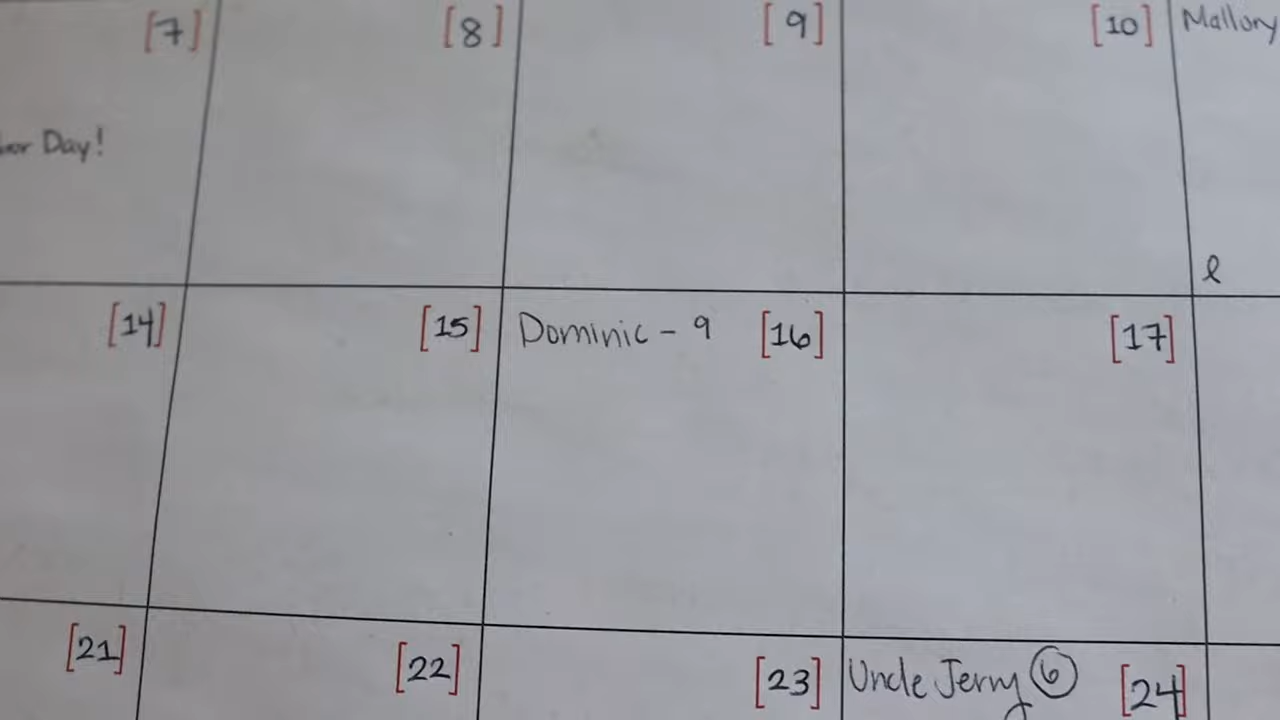 [7]
[8]
[9]
[10]
Mallory
Day!
l
[14]
[15]
Dominic - 9 [16]
[17]
[21]
[22]
[23]
Uncle Jerry 6 [24]